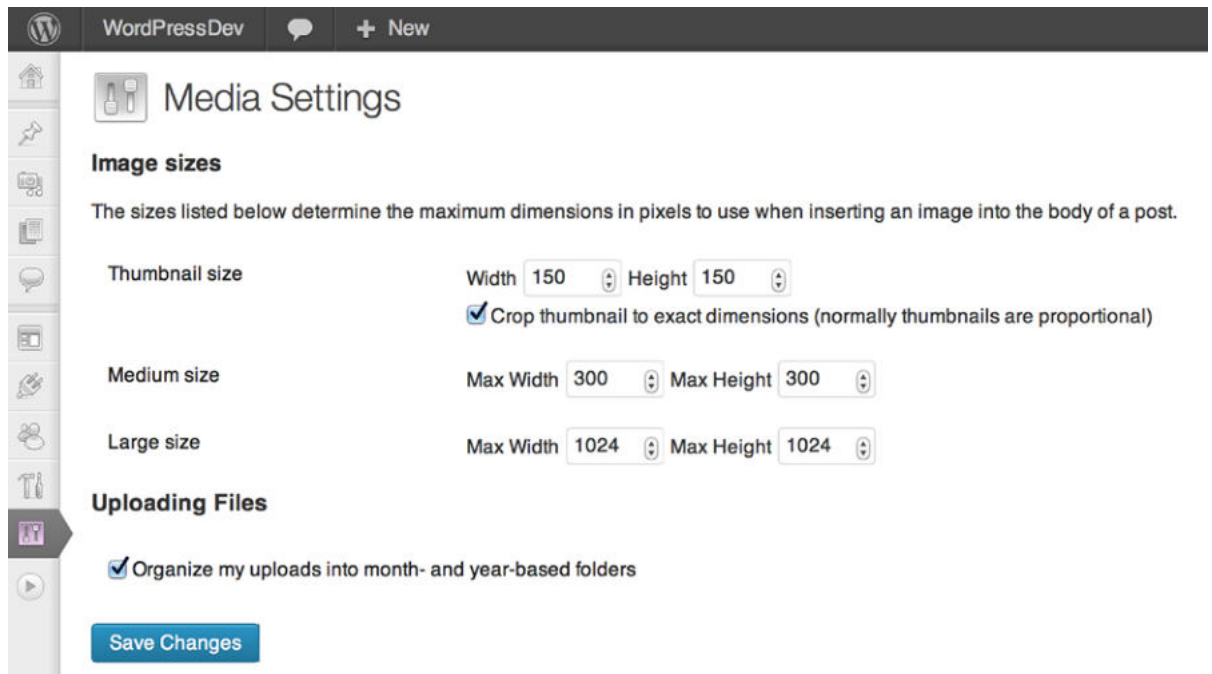 WordPressDev + New
Media Settings
Image sizes
The sizes listed below determine the maximum dimensions in pixels to use when inserting an image into the body of a post.
Thumbnail size Width 150 Height 150
Crop thumbnail to exact dimensions (normally thumbnails are proportional)
Medium size Max Width 300 Max Height 300
Large size Max Width 1024 Max Height 1024
Uploading Files
Organize my uploads into month- and year-based folders
Save Changes